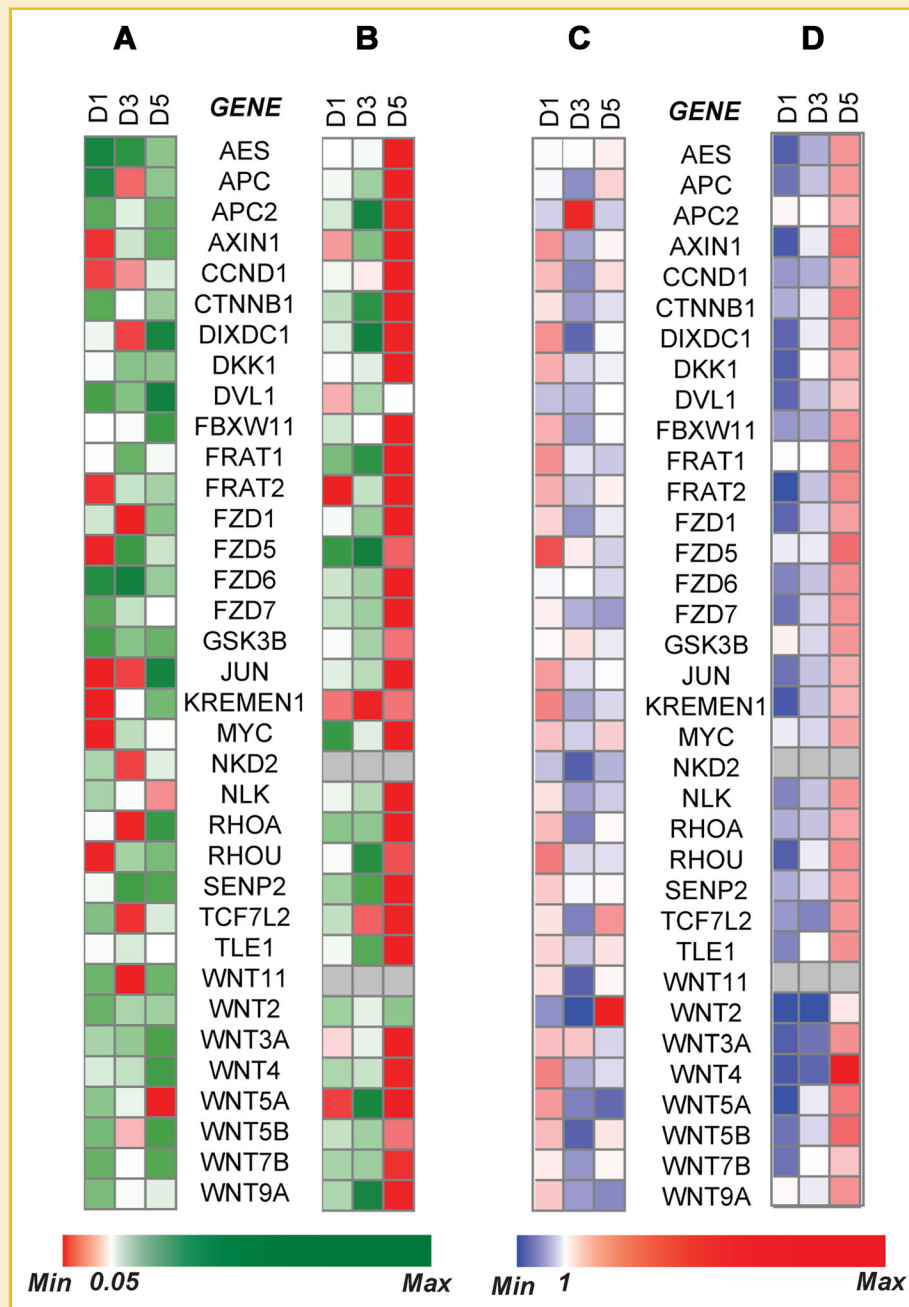 A B C D
D1 D3 D5 GENE D1 D3 D5 D1 D3 D5 GENE D1 D3 D5
AES AES
APC APC
APC2 APC2
AXIN1 AXIN1
CCND1 CCND1
CTNNB1 CTNNB1
DIXDC1 DIXDC1
DKK1 DKK1
DVL1 DVL1
FBXW11 FBXW11
FRAT1 FRAT1
FRAT2 FRAT2
FZD1 FZD1
FZD5 FZD5
FZD6 FZD6
FZD7 FZD7
GSK3B GSK3B
JUN JUN
KREMEN1 KREMEN1
MYC MYC
NKD2 NKD2
NLK NLK
RHOA RHOA
RHOU RHOU
SENP2 SENP2
TCF7L2 TCF7L2
TLE1 TLE1
WNT11 WNT11
WNT2 WNT2
WNT3A WNT3A
WNT4 WNT4
WNT5A WNT5A
WNT5B WNT5B
WNT7B WNT7B
WNT9A WNT9A
Min 0.05 Max Min 1 Max